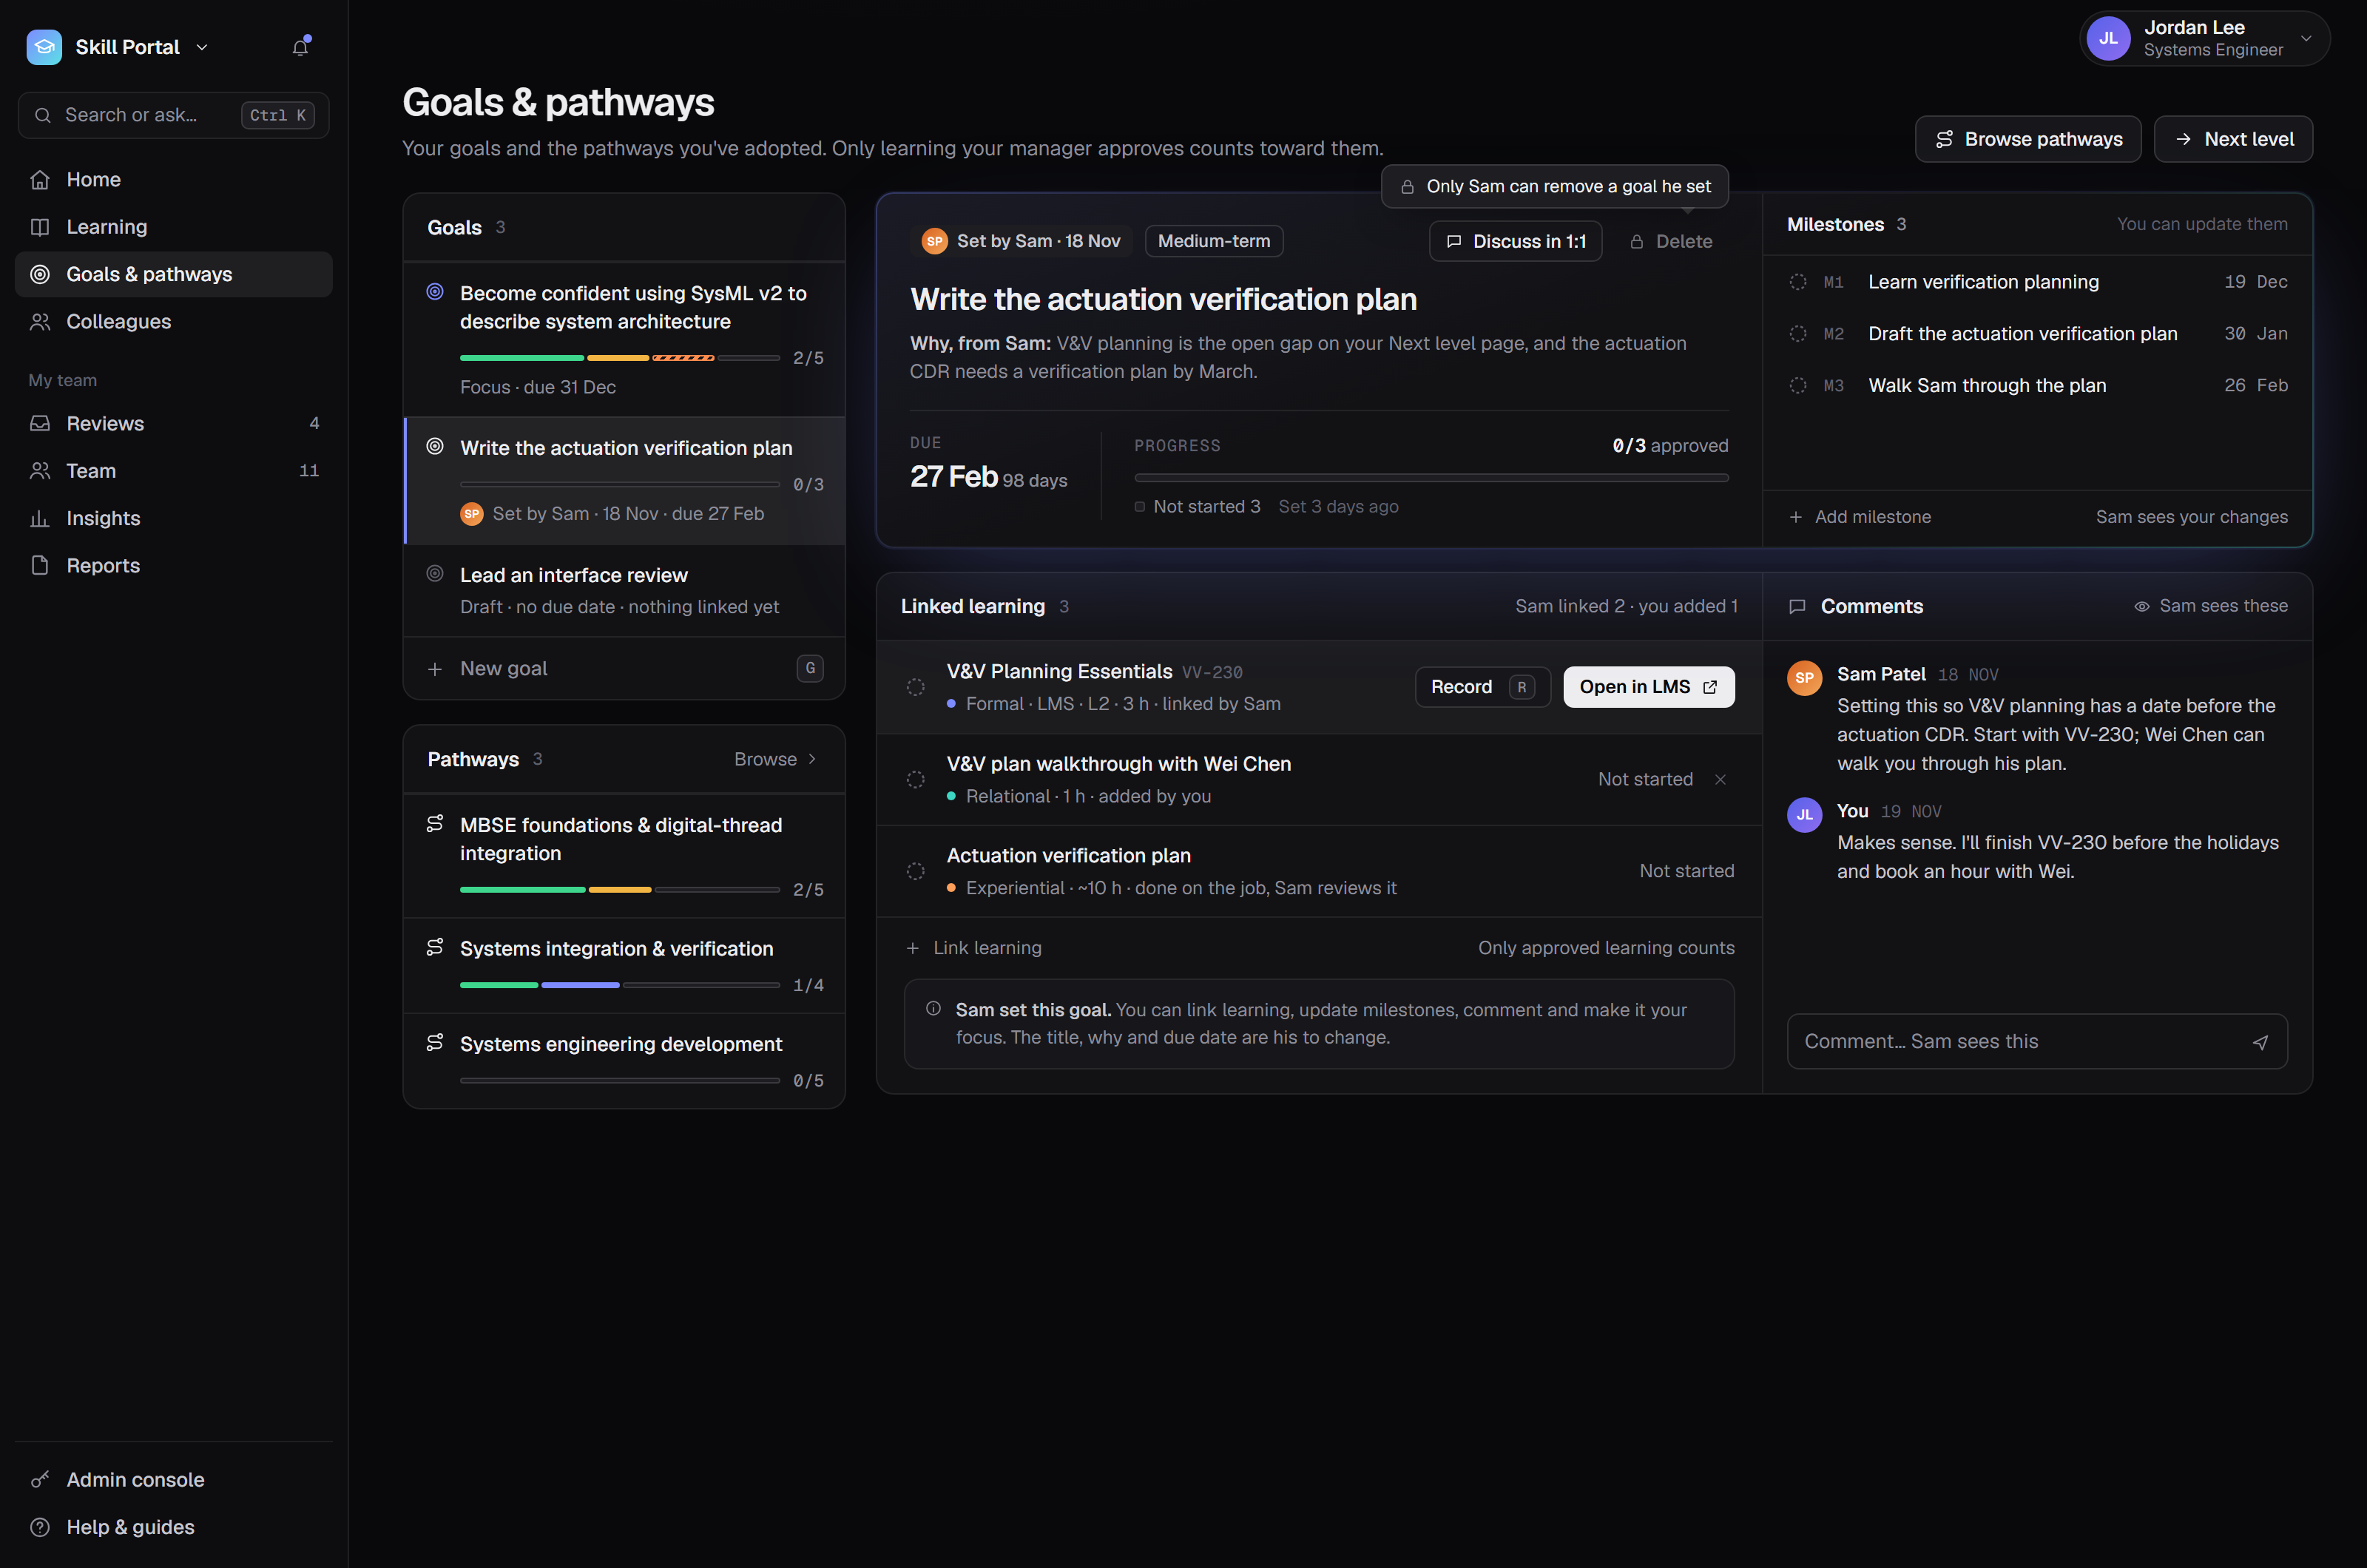 Skill Portal
Search or ask... Ctrl K
Home
Learning
Goals & pathways
Colleagues
My team
Reviews 4
Team 11
Insights
Reports
Admin console
Help & guides
JL Jordan Lee
Systems Engineer
Goals & pathways
Your goals and the pathways you've adopted. Only learning your manager approves counts toward them.
Browse pathways
Next level
Goals 3
Become confident using SysML v2 to
describe system architecture
2/5
Focus · due 31 Dec
Write the actuation verification plan
0/3
SP Set by Sam · 18 Nov · due 27 Feb
Lead an interface review
Draft · no due date · nothing linked yet
New goal G
Pathways 3 Browse
MBSE foundations & digital-thread
integration
2/5
Systems integration & verification
1/4
Systems engineering development
0/5
Only Sam can remove a goal he set
SP Set by Sam · 18 Nov Medium-term Discuss in 1:1 Delete
Write the actuation verification plan
Why, from Sam: V&V planning is the open gap on your Next level page, and the actuation
CDR needs a verification plan by March.
DUE
27 Feb 98 days
PROGRESS 0/3 approved
Not started 3 Set 3 days ago
Milestones 3 You can update them
M1 Learn verification planning 19 Dec
M2 Draft the actuation verification plan 30 Jan
M3 Walk Sam through the plan 26 Feb
Add milestone Sam sees your changes
Linked learning 3 Sam linked 2 · you added 1
V&V Planning Essentials VV-230
Formal · LMS · L2 · 3 h · linked by Sam
Record R Open in LMS
V&V plan walkthrough with Wei Chen
Relational · 1 h · added by you
Not started
Actuation verification plan
Experiential · ~10 h · done on the job, Sam reviews it
Not started
Link learning Only approved learning counts
Sam set this goal. You can link learning, update milestones, comment and make it your
focus. The title, why and due date are his to change.
Comments Sam sees these
SP Sam Patel 18 NOV
Setting this so V&V planning has a date before the
actuation CDR. Start with VV-230; Wei Chen can
walk you through his plan.
JL You 19 NOV
Makes sense. I'll finish VV-230 before the holidays
and book an hour with Wei.
Comment... Sam sees this